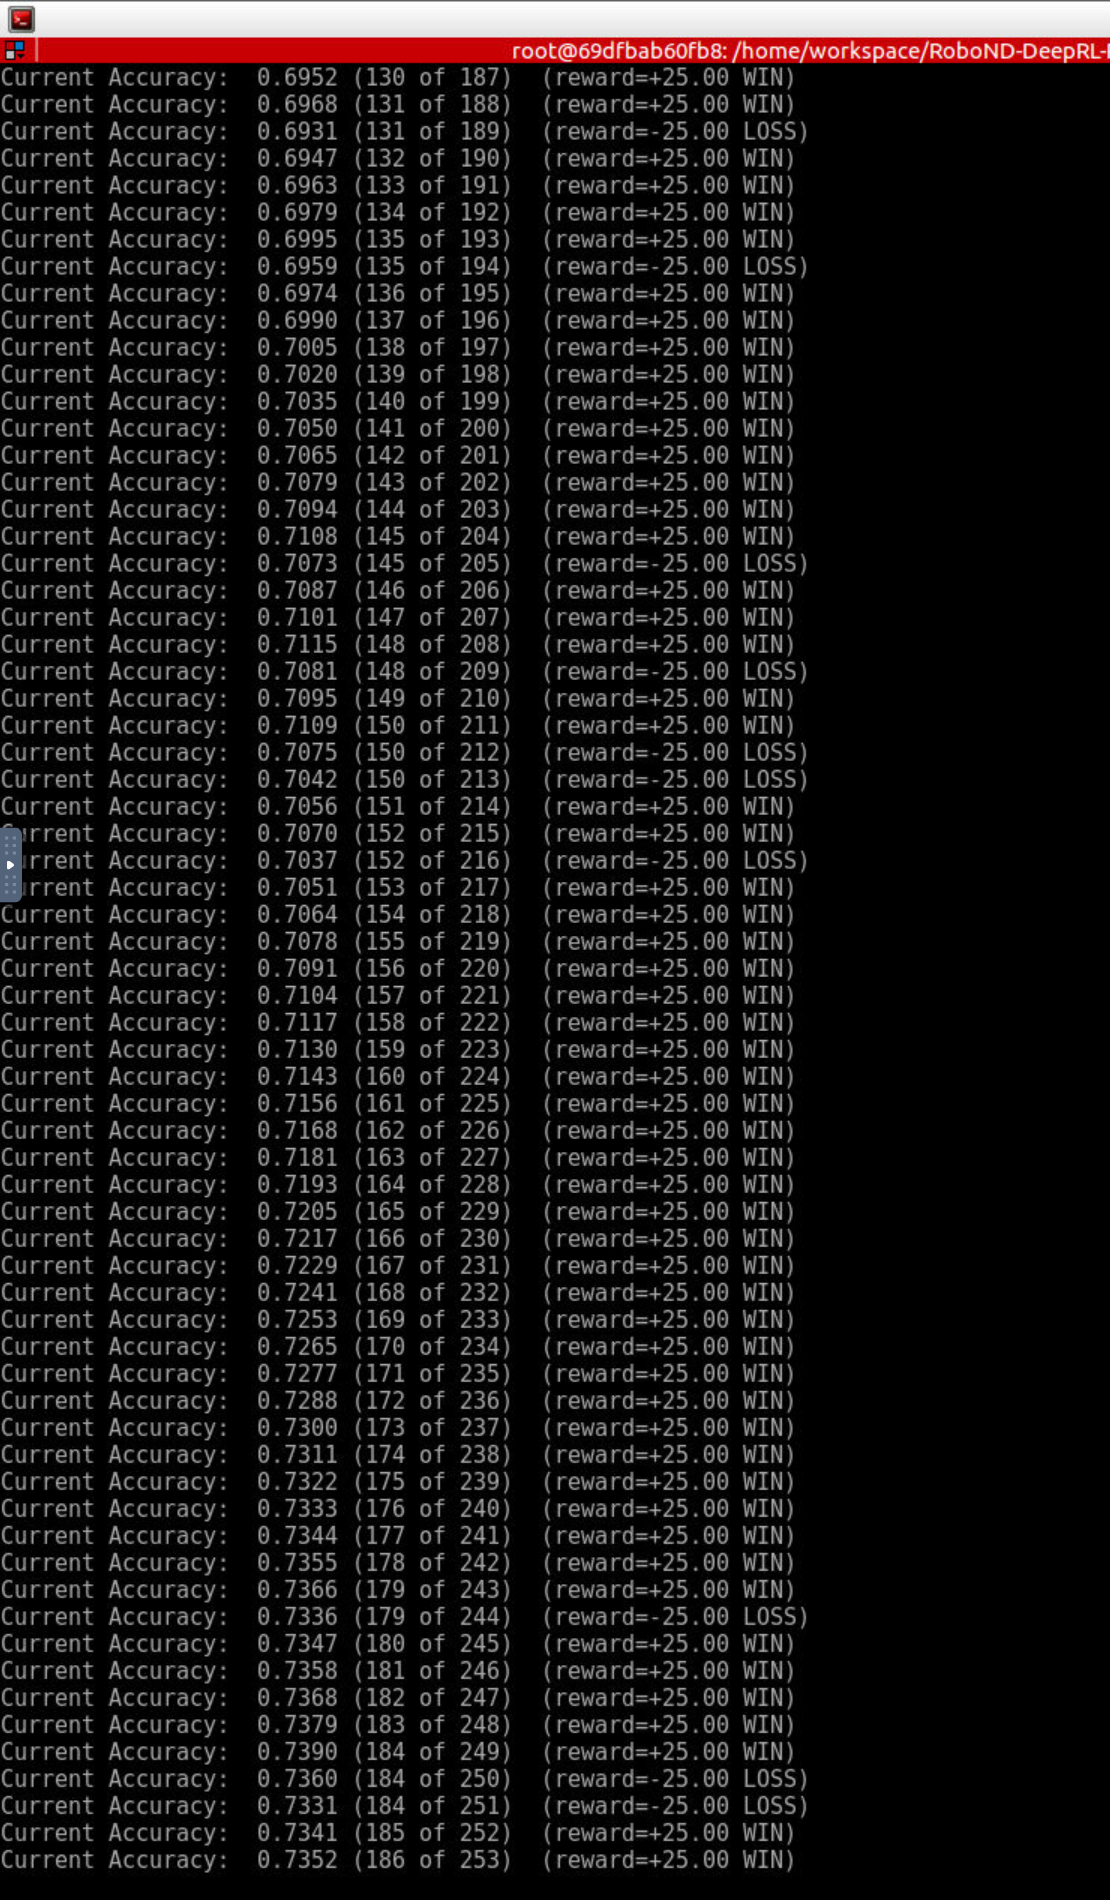 root@69dfbab60fb8: /home/workspace/RoboND-DeepRL-
Current Accuracy:  0.6952 (130 of 187)  (reward=+25.00 WIN)
Current Accuracy:  0.6968 (131 of 188)  (reward=+25.00 WIN)
Current Accuracy:  0.6931 (131 of 189)  (reward=-25.00 LOSS)
Current Accuracy:  0.6947 (132 of 190)  (reward=+25.00 WIN)
Current Accuracy:  0.6963 (133 of 191)  (reward=+25.00 WIN)
Current Accuracy:  0.6979 (134 of 192)  (reward=+25.00 WIN)
Current Accuracy:  0.6995 (135 of 193)  (reward=+25.00 WIN)
Current Accuracy:  0.6959 (135 of 194)  (reward=-25.00 LOSS)
Current Accuracy:  0.6974 (136 of 195)  (reward=+25.00 WIN)
Current Accuracy:  0.6990 (137 of 196)  (reward=+25.00 WIN)
Current Accuracy:  0.7005 (138 of 197)  (reward=+25.00 WIN)
Current Accuracy:  0.7020 (139 of 198)  (reward=+25.00 WIN)
Current Accuracy:  0.7035 (140 of 199)  (reward=+25.00 WIN)
Current Accuracy:  0.7050 (141 of 200)  (reward=+25.00 WIN)
Current Accuracy:  0.7065 (142 of 201)  (reward=+25.00 WIN)
Current Accuracy:  0.7079 (143 of 202)  (reward=+25.00 WIN)
Current Accuracy:  0.7094 (144 of 203)  (reward=+25.00 WIN)
Current Accuracy:  0.7108 (145 of 204)  (reward=+25.00 WIN)
Current Accuracy:  0.7073 (145 of 205)  (reward=-25.00 LOSS)
Current Accuracy:  0.7087 (146 of 206)  (reward=+25.00 WIN)
Current Accuracy:  0.7101 (147 of 207)  (reward=+25.00 WIN)
Current Accuracy:  0.7115 (148 of 208)  (reward=+25.00 WIN)
Current Accuracy:  0.7081 (148 of 209)  (reward=-25.00 LOSS)
Current Accuracy:  0.7095 (149 of 210)  (reward=+25.00 WIN)
Current Accuracy:  0.7109 (150 of 211)  (reward=+25.00 WIN)
Current Accuracy:  0.7075 (150 of 212)  (reward=-25.00 LOSS)
Current Accuracy:  0.7042 (150 of 213)  (reward=-25.00 LOSS)
Current Accuracy:  0.7056 (151 of 214)  (reward=+25.00 WIN)
Current Accuracy:  0.7070 (152 of 215)  (reward=+25.00 WIN)
urrent Accuracy:  0.7037 (152 of 216)  (reward=-25.00 LOSS)
urrent Accuracy:  0.7051 (153 of 217)  (reward=+25.00 WIN)
Current Accuracy:  0.7064 (154 of 218)  (reward=+25.00 WIN)
Current Accuracy:  0.7078 (155 of 219)  (reward=+25.00 WIN)
Current Accuracy:  0.7091 (156 of 220)  (reward=+25.00 WIN)
Current Accuracy:  0.7104 (157 of 221)  (reward=+25.00 WIN)
Current Accuracy:  0.7117 (158 of 222)  (reward=+25.00 WIN)
Current Accuracy:  0.7130 (159 of 223)  (reward=+25.00 WIN)
Current Accuracy:  0.7143 (160 of 224)  (reward=+25.00 WIN)
Current Accuracy:  0.7156 (161 of 225)  (reward=+25.00 WIN)
Current Accuracy:  0.7168 (162 of 226)  (reward=+25.00 WIN)
Current Accuracy:  0.7181 (163 of 227)  (reward=+25.00 WIN)
Current Accuracy:  0.7193 (164 of 228)  (reward=+25.00 WIN)
Current Accuracy:  0.7205 (165 of 229)  (reward=+25.00 WIN)
Current Accuracy:  0.7217 (166 of 230)  (reward=+25.00 WIN)
Current Accuracy:  0.7229 (167 of 231)  (reward=+25.00 WIN)
Current Accuracy:  0.7241 (168 of 232)  (reward=+25.00 WIN)
Current Accuracy:  0.7253 (169 of 233)  (reward=+25.00 WIN)
Current Accuracy:  0.7265 (170 of 234)  (reward=+25.00 WIN)
Current Accuracy:  0.7277 (171 of 235)  (reward=+25.00 WIN)
Current Accuracy:  0.7288 (172 of 236)  (reward=+25.00 WIN)
Current Accuracy:  0.7300 (173 of 237)  (reward=+25.00 WIN)
Current Accuracy:  0.7311 (174 of 238)  (reward=+25.00 WIN)
Current Accuracy:  0.7322 (175 of 239)  (reward=+25.00 WIN)
Current Accuracy:  0.7333 (176 of 240)  (reward=+25.00 WIN)
Current Accuracy:  0.7344 (177 of 241)  (reward=+25.00 WIN)
Current Accuracy:  0.7355 (178 of 242)  (reward=+25.00 WIN)
Current Accuracy:  0.7366 (179 of 243)  (reward=+25.00 WIN)
Current Accuracy:  0.7336 (179 of 244)  (reward=-25.00 LOSS)
Current Accuracy:  0.7347 (180 of 245)  (reward=+25.00 WIN)
Current Accuracy:  0.7358 (181 of 246)  (reward=+25.00 WIN)
Current Accuracy:  0.7368 (182 of 247)  (reward=+25.00 WIN)
Current Accuracy:  0.7379 (183 of 248)  (reward=+25.00 WIN)
Current Accuracy:  0.7390 (184 of 249)  (reward=+25.00 WIN)
Current Accuracy:  0.7360 (184 of 250)  (reward=-25.00 LOSS)
Current Accuracy:  0.7331 (184 of 251)  (reward=-25.00 LOSS)
Current Accuracy:  0.7341 (185 of 252)  (reward=+25.00 WIN)
Current Accuracy:  0.7352 (186 of 253)  (reward=+25.00 WIN)